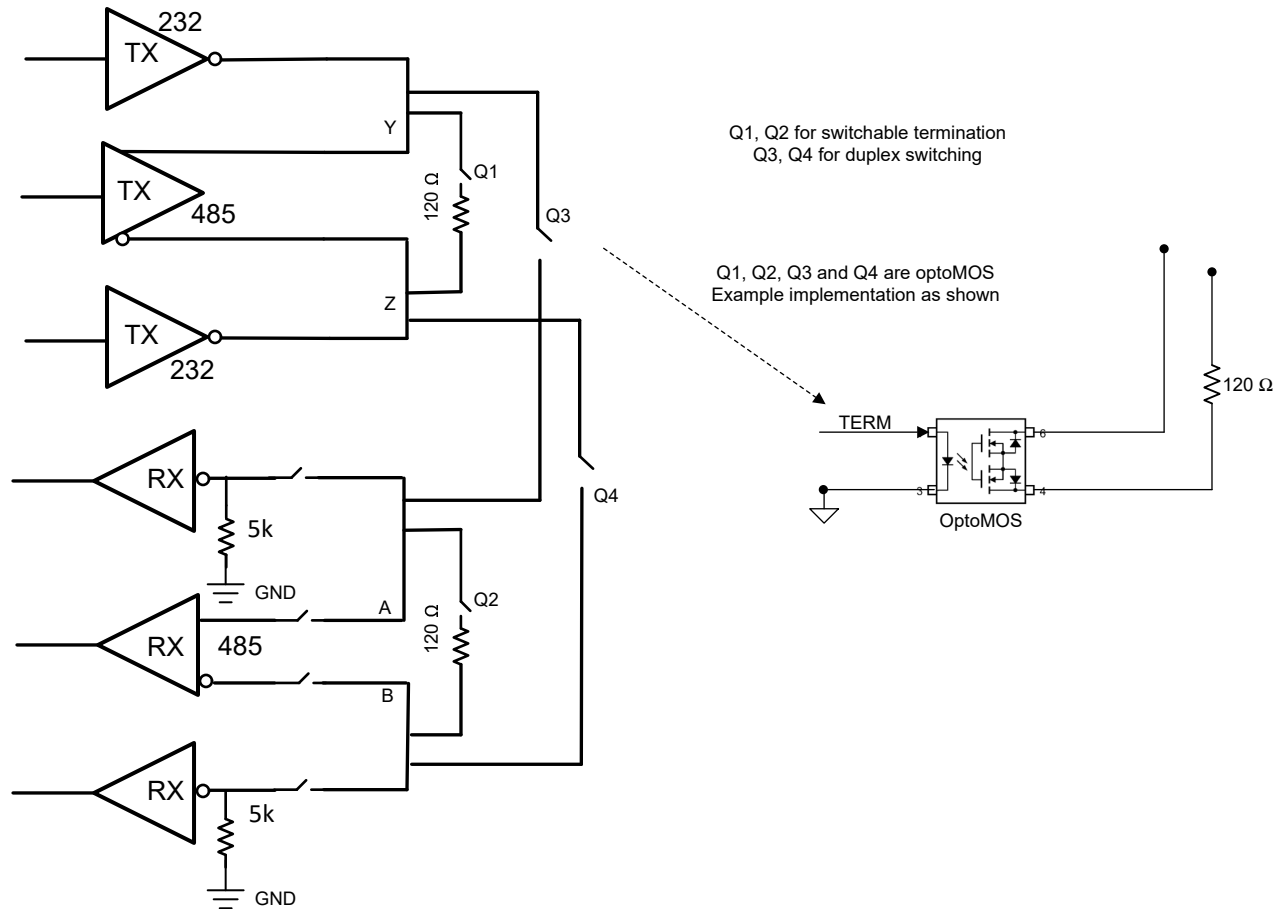 232
TX
Y
TX
485
120 Ω
Q1
Q3
Z
TX
232
Q1, Q2 for switchable termination
Q3, Q4 for duplex switching
Q1, Q2, Q3 and Q4 are optoMOS
Example implementation as shown
TERM
6
3
4
OptoMOS
120 Ω
RX
5k
GND
Q4
A
Q2
120 Ω
RX
485
B
RX
5k
GND